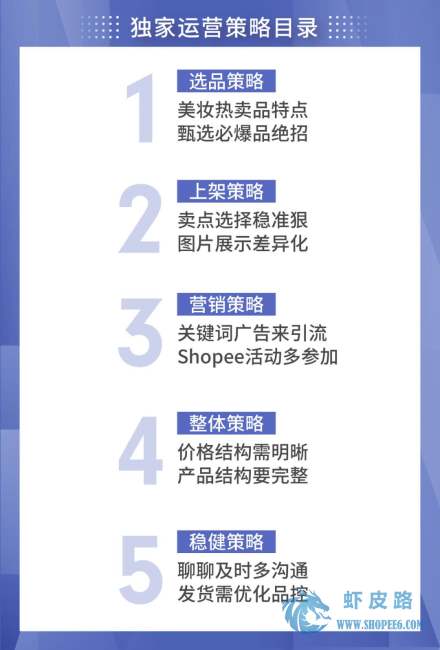 独家运营策略目录
1
选品策略
美妆热卖品特点
甄选必爆品绝招
2
上架策略
卖点选择稳准狠
图片展示差异化
3
营销策略
关键词广告来引流
Shopee活动多参加
4
整体策略
价格结构需明晰
产品结构要完整
5
稳健策略
聊聊及时多沟通
发货需优化品控
虾皮路
WWW.SHOPEE6.COM